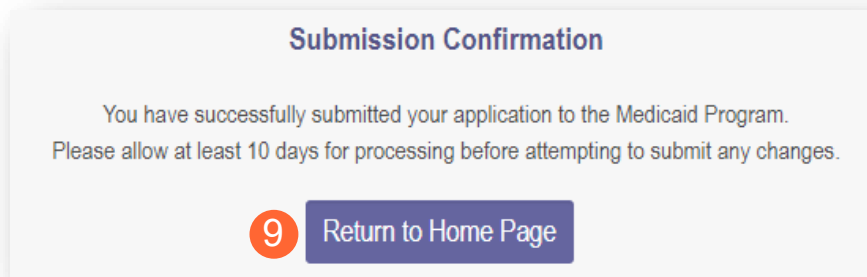 Submission Confirmation
You have successfully submitted your application to the Medicaid Program.
Please allow at least 10 days for processing before attempting to submit any changes.
9 Return to Home Page